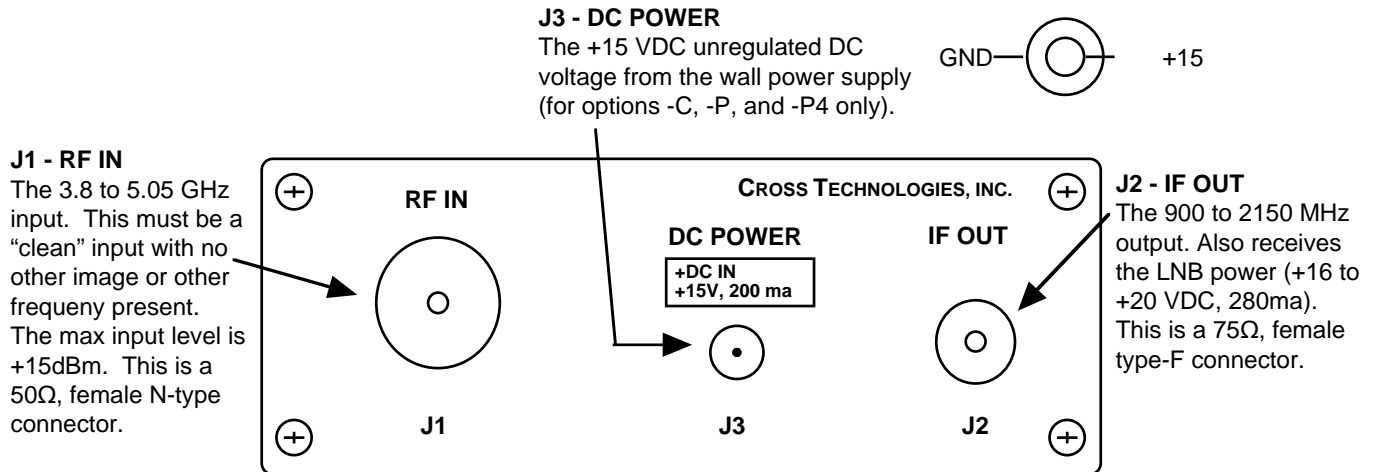 J3 - DC POWER
The +15 VDC unregulated DC
voltage from the wall power supply
(for options -C, -P, and -P4 only).
GND
+15
J1 - RF IN
The 3.8 to 5.05 GHz
input.  This must be a
“clean” input with no
other image or other
frequeny present.
The max input level is
+15dBm.  This is a
50Ω, female N-type
connector.
RF IN
CROSS TECHNOLOGIES, INC.
DC POWER
IF OUT
+DC IN
+15V, 200 ma
J1
J3
J2
J2 - IF OUT
The 900 to 2150 MHz
output. Also receives
the LNB power (+16 to
+20 VDC, 280ma).
This is a 75Ω, female
type-F connector.